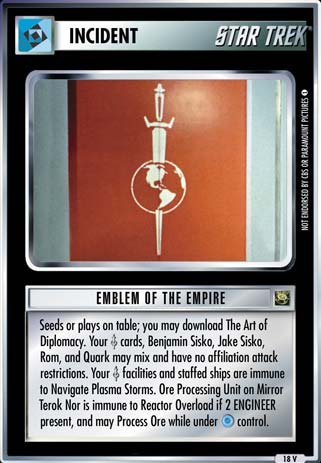 INCIDENT
STAR TREK
NOT ENDORSED BY CBS OR PARAMOUNT PICTURES
EMBLEM OF THE EMPIRE
Seeds or plays on table; you may download The Art of
Diplomacy. Your cards, Benjamin Sisko, Jake Sisko,
Rom, and Quark may mix and have no affiliation attack
restrictions. Your facilities and staffed ships are immune
to Navigate Plasma Storms. Ore Processing Unit on Mirror
Terok Nor is immune to Reactor Overload if 2 ENGINEER
present, and may Process Ore while under control.
18 V